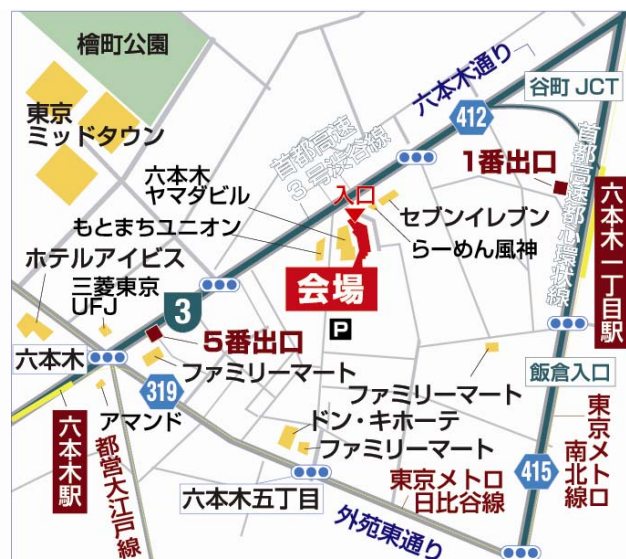 檜町公園
東京
ミッドタウン
六本木通り
谷町 JCT
412
首都高速
3号渋谷線
1番出口
首都高速都心環状線
六本木一丁目駅
六本木
ヤマダビル
入口
セブンイレブン
らーめん風神
もとまちユニオン
ホテルアイビス
三菱東京
UFJ
会場
3
P
5番出口
六本木
ファミリーマート
ファミリーマート
飯倉入口
319
アマンド
六本木駅
都営大江戸線
ドン・キホーテ
ファミリーマート
六本木五丁目
東京メトロ
日比谷線
外苑東通り
415
東京メトロ
南北線